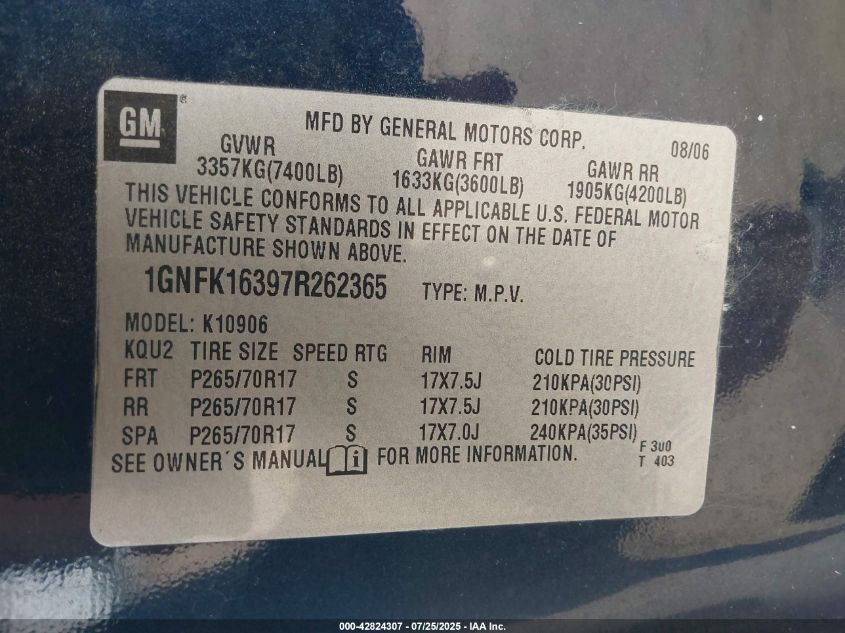 GM®
MFD BY GENERAL MOTORS CORP. 08/06
GVWR GAWR FRT GAWR RR
3357KG(7400LB) 1633KG(3600LB) 1905KG(4200LB)
THIS VEHICLE CONFORMS TO ALL APPLICABLE U.S. FEDERAL MOTOR
VEHICLE SAFETY STANDARDS IN EFFECT ON THE DATE OF
MANUFACTURE SHOWN ABOVE.
1GNFK16397R262365 TYPE: M.P.V.
MODEL: K10906
KQU2 TIRE SIZE SPEED RTG RIM COLD TIRE PRESSURE
FRT P265/70R17 S 17X7.5J 210KPA(30PSI)
RR P265/70R17 S 17X7.5J 210KPA(30PSI)
SPA P265/70R17 S 17X7.0J 240KPA(35PSI)
SEE OWNER´S MANUAL i FOR MORE INFORMATION.
F 3U0
T 403
000-42824307 - 07/25/2025 - IAA Inc.